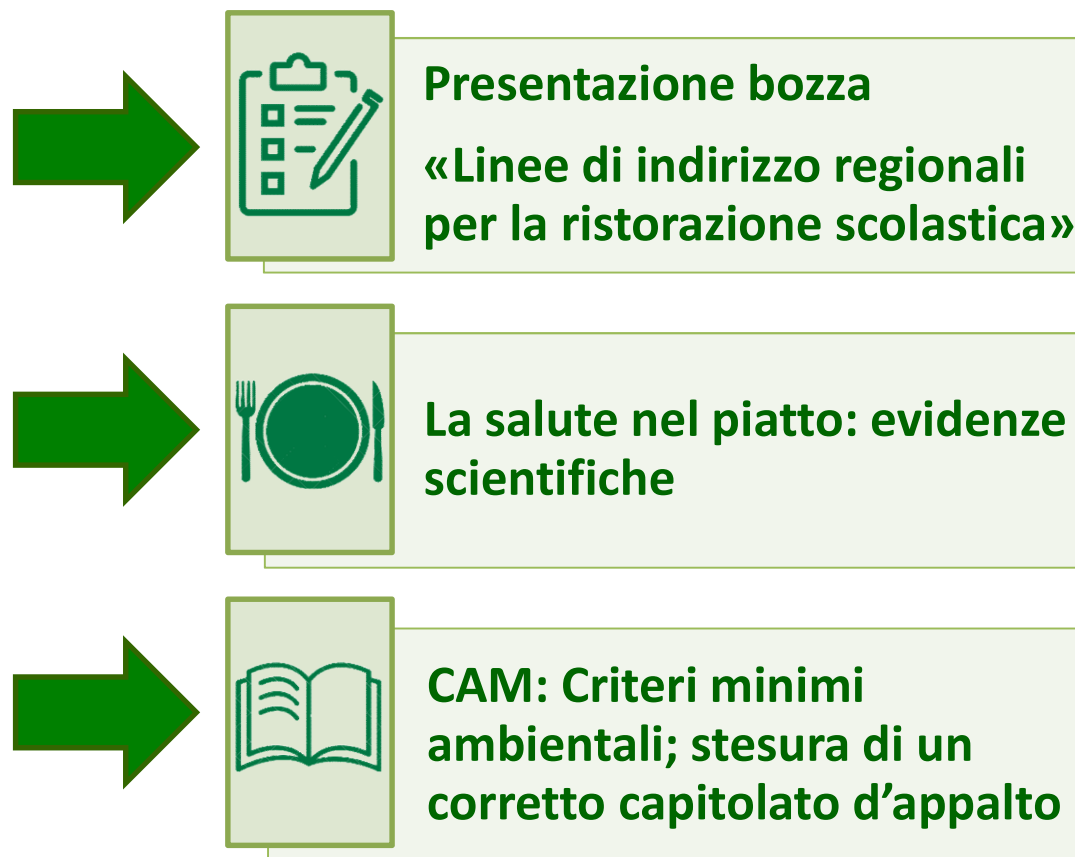 Presentazione bozza
«Linee di indirizzo regionali
per la ristorazione scolastica»
La salute nel piatto: evidenze
scientifiche
CAM: Criteri minimi
ambientali; stesura di un
corretto capitolato d’appalto